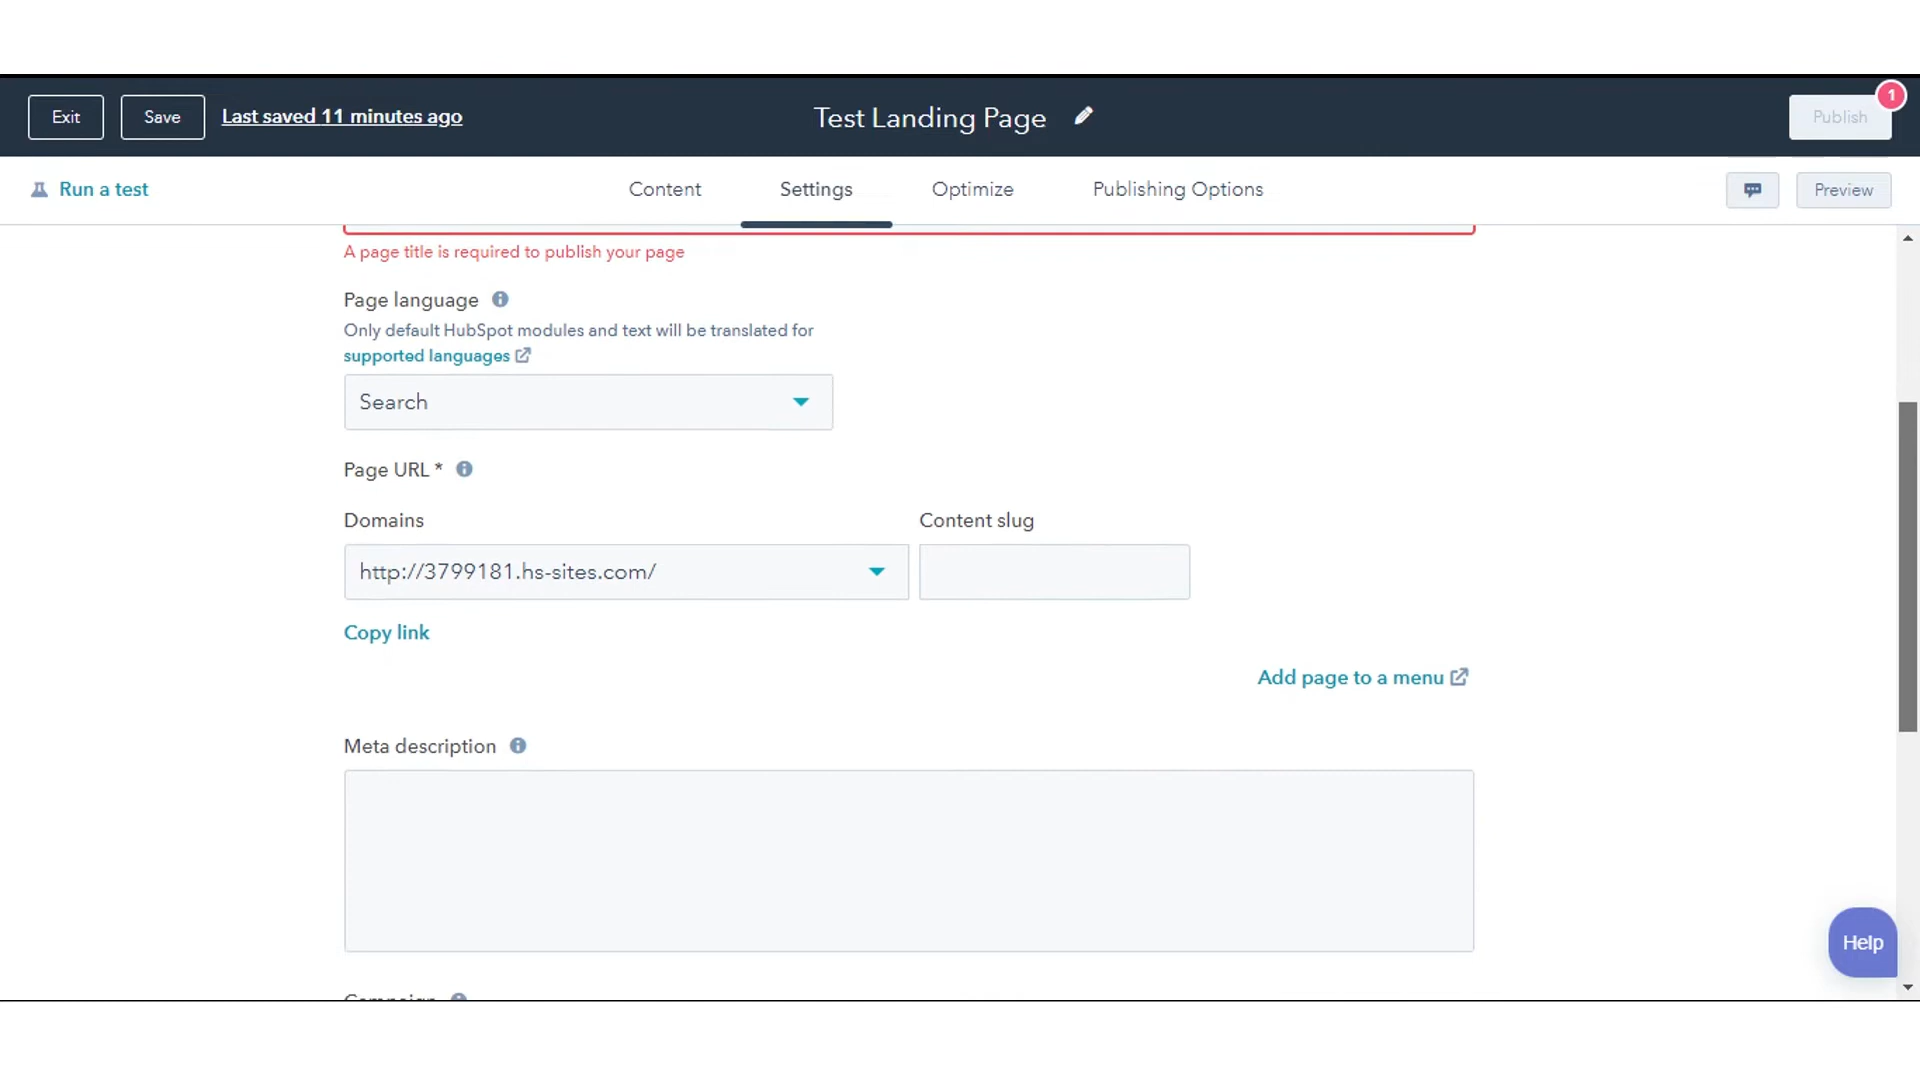 Exit
Save
Last saved 11 minutes ago
Test Landing Page
Publish
1
Run a test
Content
Settings
Optimize
Publishing Options
Preview
A page title is required to publish your page
Page language
Only default HubSpot modules and text will be translated for
supported languages
Search
Page URL *
Domains
Content slug
http://3799181.hs-sites.com/
Copy link
Add page to a menu
Meta description
Campaign
Help